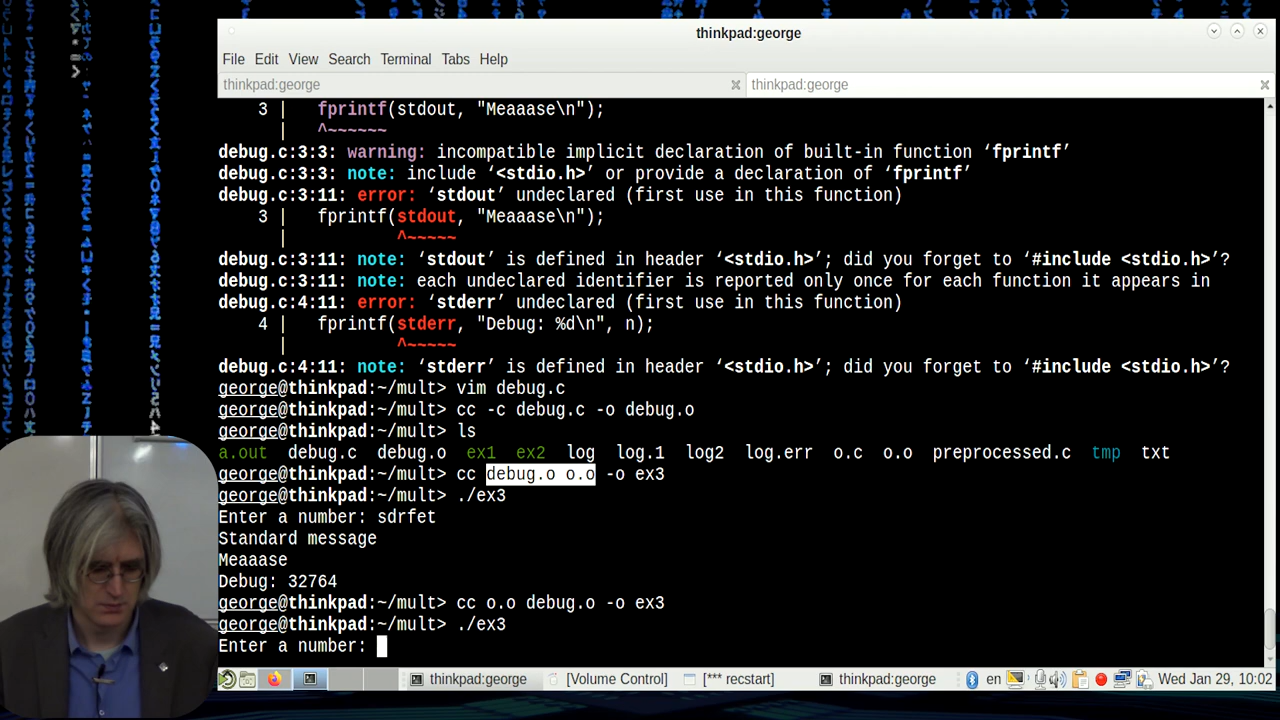 thinkpad:george
File Edit View Search Terminal Tabs Help
thinkpad:george thinkpad:george
3 | fprintf(stdout, "Meaaase\n");
| ^~~~~~~
debug.c:3:3: warning: incompatible implicit declaration of built-in function ‘fprintf’
debug.c:3:3: note: include ‘<stdio.h>’ or provide a declaration of ‘fprintf’
debug.c:3:11: error: ‘stdout’ undeclared (first use in this function)
3 | fprintf(stdout, "Meaaase\n");
| ^~~~~~
debug.c:3:11: note: ‘stdout’ is defined in header ‘<stdio.h>’; did you forget to ‘#include <stdio.h>’?
debug.c:3:11: note: each undeclared identifier is reported only once for each function it appears in
debug.c:4:11: error: ‘stderr’ undeclared (first use in this function)
4 | fprintf(stderr, "Debug: %d\n", n);
| ^~~~~~
debug.c:4:11: note: ‘stderr’ is defined in header ‘<stdio.h>’; did you forget to ‘#include <stdio.h>’?
george@thinkpad:~/mult> vim debug.c
george@thinkpad:~/mult> cc -c debug.c -o debug.o
george@thinkpad:~/mult> ls
a.out debug.c debug.o ex1 ex2 log log.1 log2 log.err o.c o.o preprocessed.c tmp txt
george@thinkpad:~/mult> cc debug.o o.o -o ex3
george@thinkpad:~/mult> ./ex3
Enter a number: sdrfet
Standard message
Meaaase
Debug: 32764
george@thinkpad:~/mult> cc o.o debug.o -o ex3
george@thinkpad:~/mult> ./ex3
Enter a number:
thinkpad:george [Volume Control] [*** recstart] thinkpad:george en Wed Jan 29, 10:02